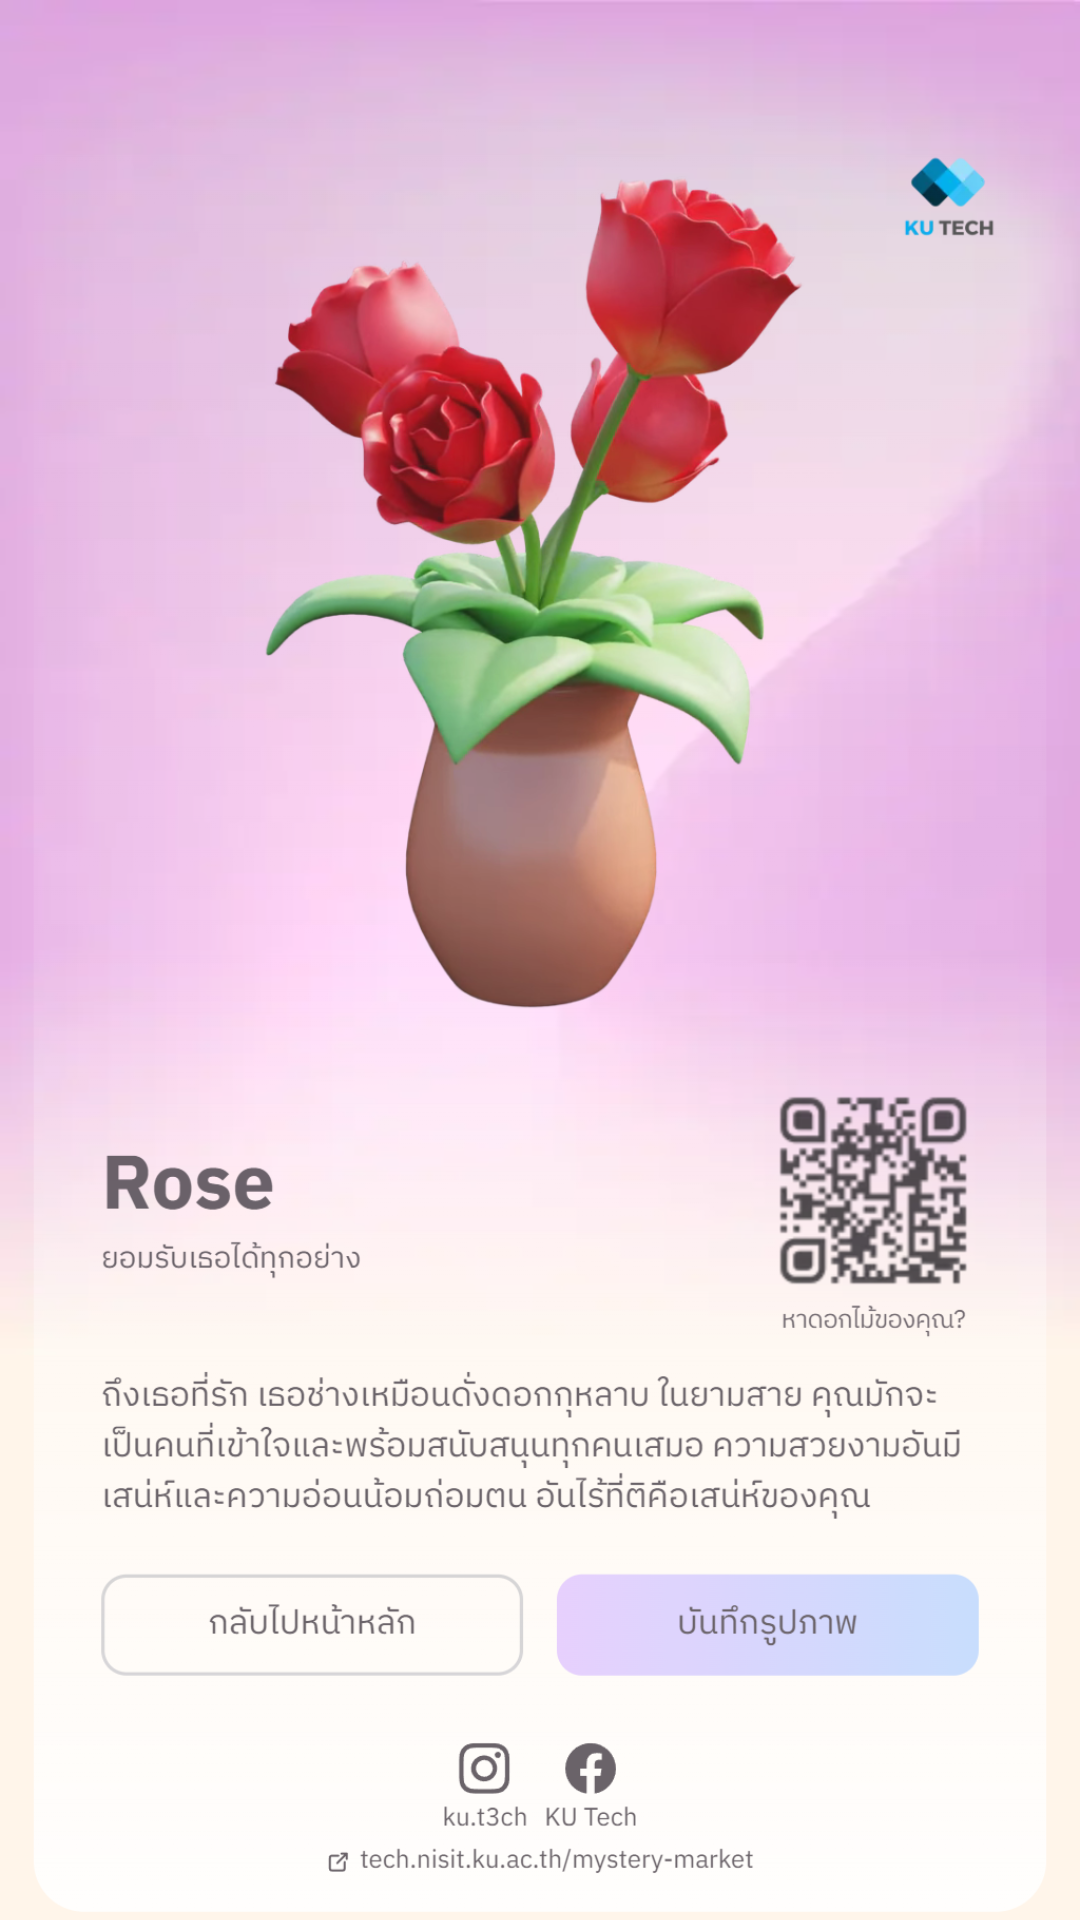 KU TECH
Rose
ยอมรับเธอได้ทุกอย่าง
หาดอกไม้ของคุณ?
ถึงเธอที่รัก เธอช่างเหมือนดั่งดอกกุหลาบ ในยามสาย คุณมักจะ
เป็นคนที่เข้าใจและพร้อมสนับสนุนทุกคนเสมอ ความสวยงามอันมี
เสน่ห์และความอ่อนน้อมถ่อมตน อันไร้ที่ติคือเสน่ห์ของคุณ
กลับไปหน้าหลัก
บันทึกรูปภาพ
ku.t3ch KU Tech
tech.nisit.ku.ac.th/mystery-market